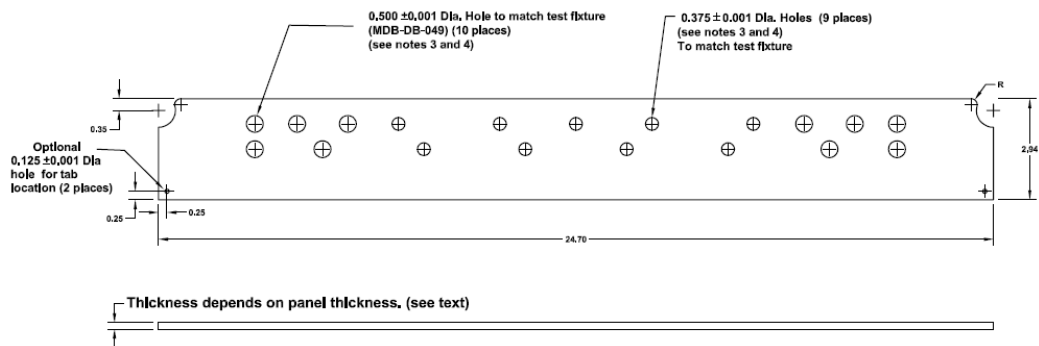 0.500 ±0.001 Dia. Hole to match test fixture
(MDB-DB-049) (10 places)
(see notes 3 and 4)
0.375 ± 0.001 Dia. Holes (9 places)
(see notes 3 and 4)
To match test fixture
R
0.35
2.94
Optional
0.125 ±0.001 Dia
hole for tab
location (2 places)
0.25
0.25
24.70
Thickness depends on panel thickness. (see text)